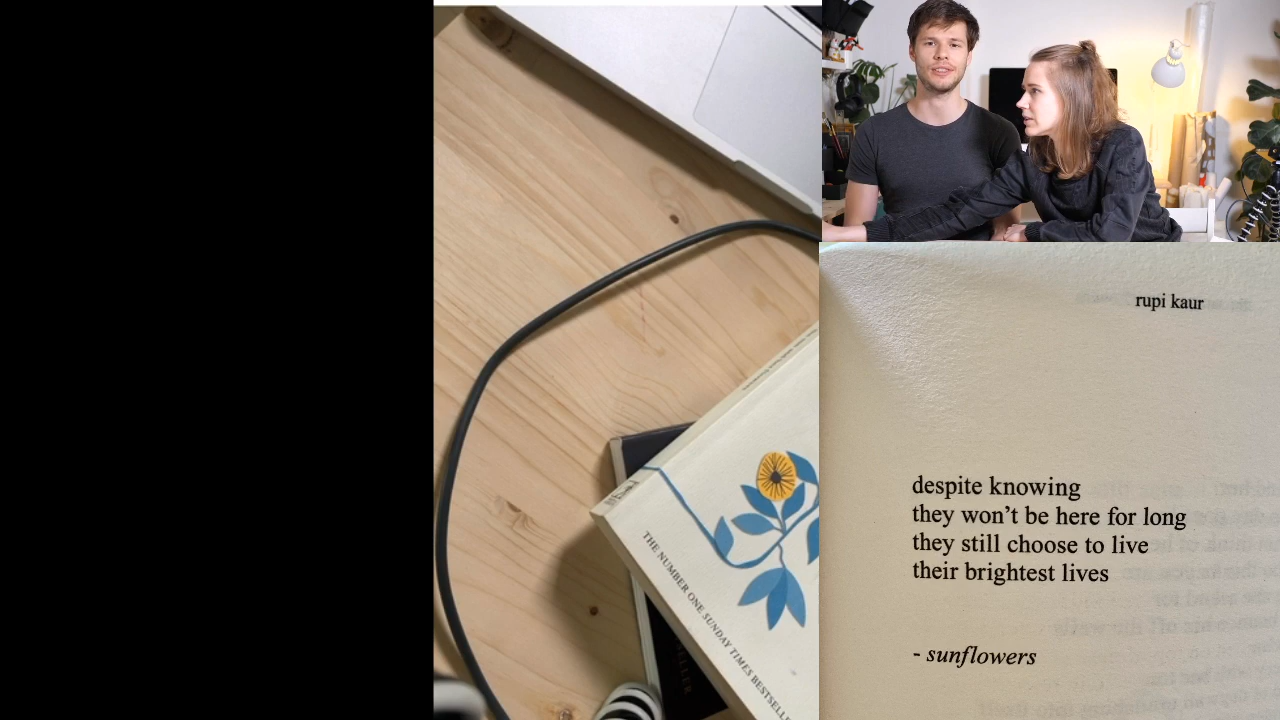 THE NUMBER ONE SUNDAY TIMES BESTSELL
rupi kaur
despite knowing
they won't be here for long
they still choose to live
their brightest lives
- sunflowers